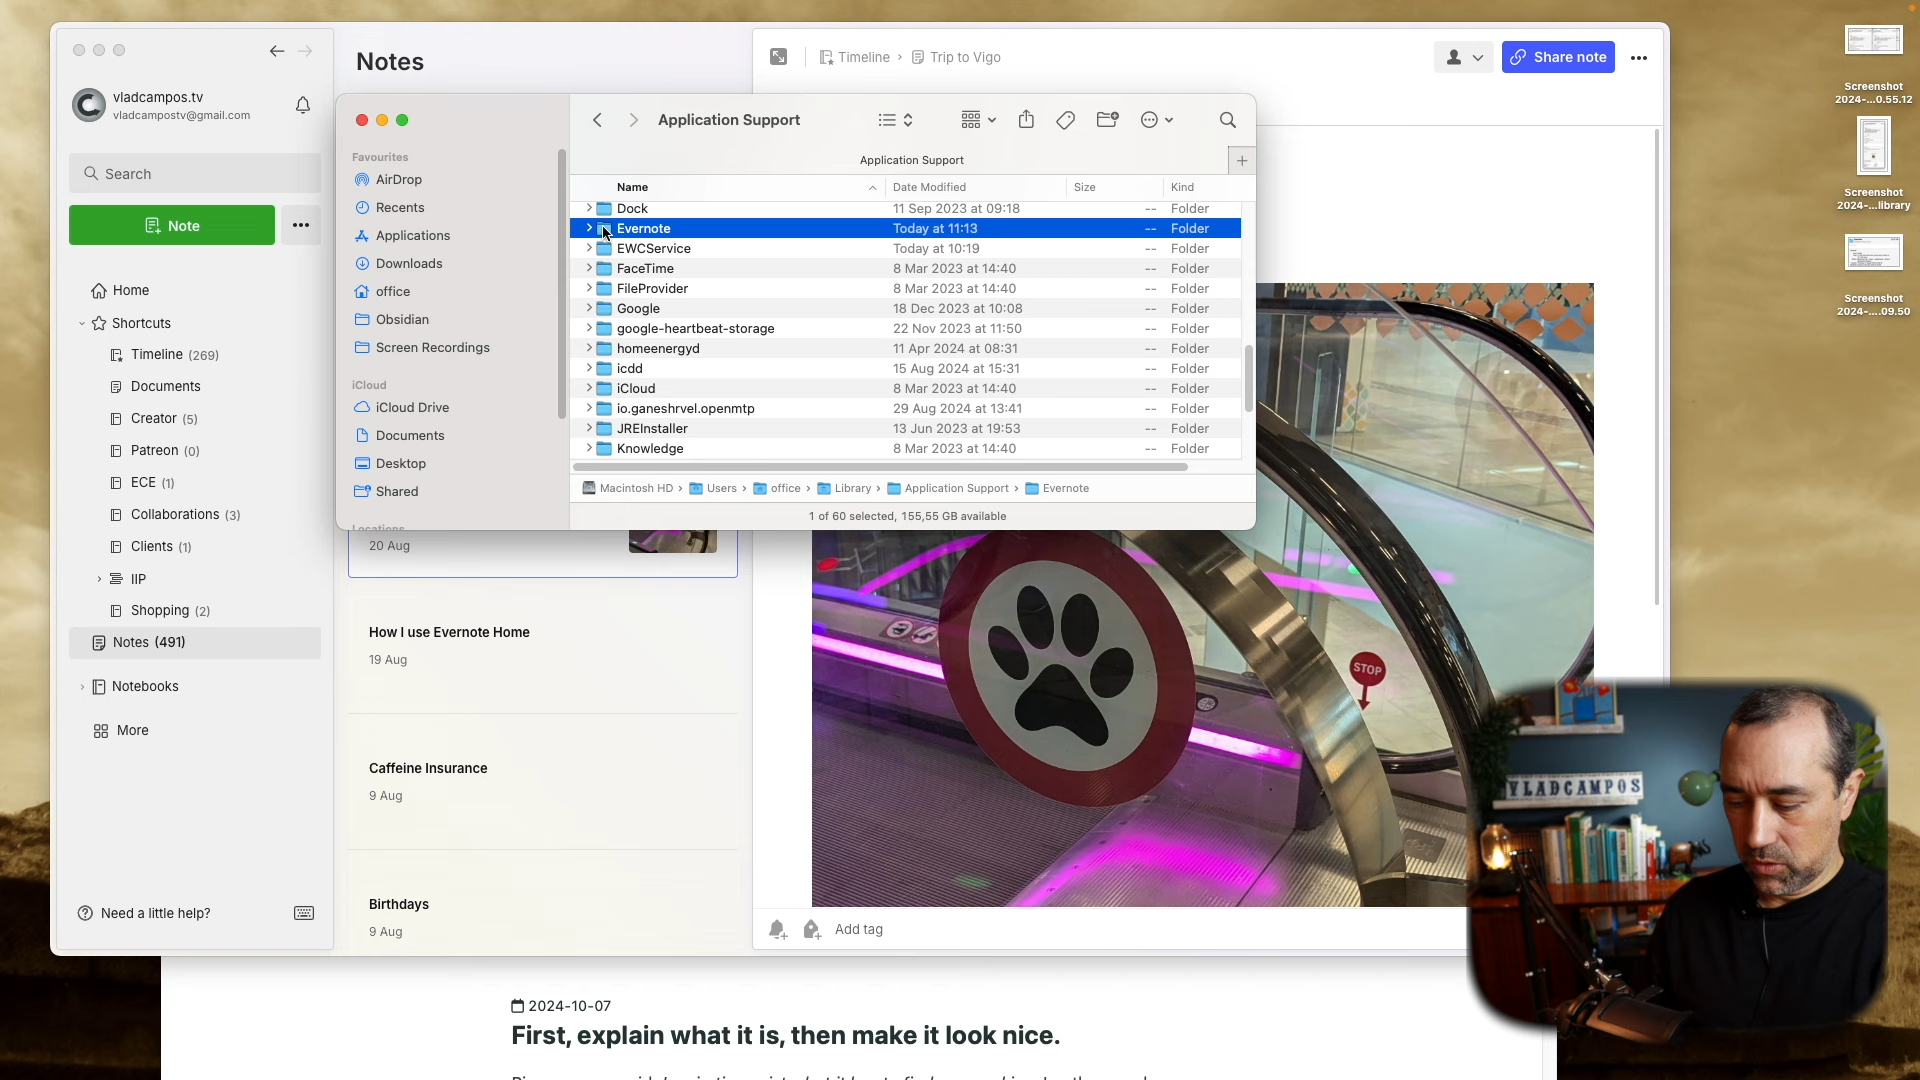 vladcampos.tv
vladcampostv@gmail.com
Search
Note
Home
Shortcuts
Timeline (269)
Documents
Creator (5)
Patreon (0)
ECE (1)
Collaborations (3)
Clients (1)
IIP
Shopping (2)
Notes (491)
Notebooks
More
Need a little help?
Notes
20 Aug
How I use Evernote Home
19 Aug
Caffeine Insurance
9 Aug
Birthdays
9 Aug
Timeline > Trip to Vigo
Share note
Favourites
AirDrop
Recents
Applications
Downloads
office
Obsidian
Screen Recordings
iCloud
iCloud Drive
Documents
Desktop
Shared
Locations
Application Support
Application Support
Name Date Modified Size Kind
Dock 11 Sep 2023 at 09:18 -- Folder
Evernote Today at 11:13 -- Folder
EWCService Today at 10:19 -- Folder
FaceTime 8 Mar 2023 at 14:40 -- Folder
FileProvider 8 Mar 2023 at 14:40 -- Folder
Google 18 Dec 2023 at 10:08 -- Folder
google-heartbeat-storage 22 Nov 2023 at 11:50 -- Folder
homeenergyd 11 Apr 2024 at 08:31 -- Folder
icdd 15 Aug 2024 at 15:31 -- Folder
iCloud 8 Mar 2023 at 14:40 -- Folder
io.ganeshrvel.openmtp 29 Aug 2024 at 13:41 -- Folder
JREInstaller 13 Jun 2023 at 19:53 -- Folder
Knowledge 8 Mar 2023 at 14:40 -- Folder
Macintosh HD > Users > office > Library > Application Support > Evernote
1 of 60 selected, 155,55 GB available
STOP
Add tag
2024-10-07
First, explain what it is, then make it look nice.
Screenshot
2024-...0.55.12
Screenshot
2024-...library
Screenshot
2024-....09.50
VLADCAMPOS